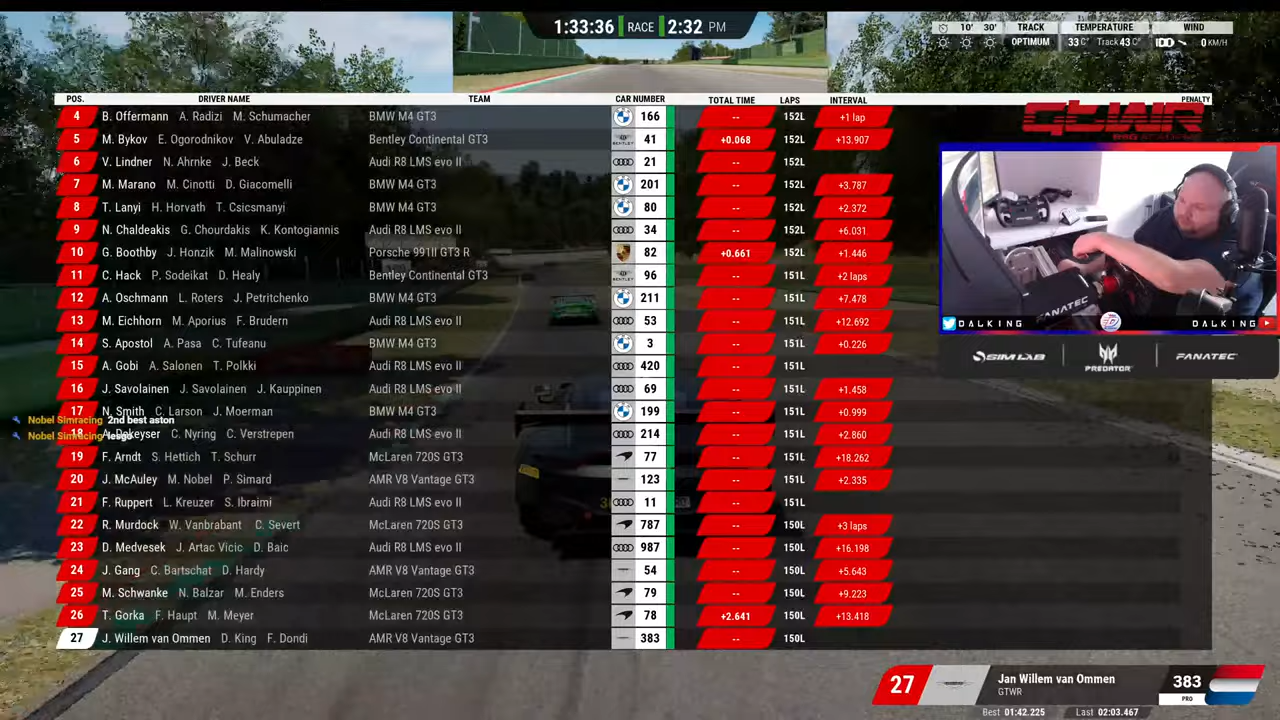 1:33:36 RACE 2:32 PM
10' 30' TRACK TEMPERATURE WIND
OPTIMUM 33 C° Track 43 C° 0 KM/H
POS. DRIVER NAME TEAM CAR NUMBER TOTAL TIME LAPS INTERVAL PENALTY
4 B. Offermann M. Schumacher BMW M4 GT3 166 -- 152L +1 lap
5 Y. Abuladze Bentley Continental GT3 41 +0.068 152L +13.907
6 V. Lindner N. Ahrnke J. Beck Audi R8 LMS evo II 21 -- 152L
7 M. Marano M. Cinotti D. Giacomelli BMW M4 GT3 201 -- 152L +3.787
8 T. Lanyi H. Horvath T. Csicsmanyi BMW M4 GT3 80 -- 152L +2.372
9 N. Chaldeakis G. Chourdakis K. Kontogiannis Audi R8 LMS evo II 34 -- 152L +6.031
10 G. Boothby J. Honzik M. Malinowski Porsche 991II GT3 R 82 +0.661 152L +1.446
11 C. Hack P. Sodeikat D. Healy Bentley Continental GT3 BENTLEY 96 -- 151L +2 laps
12 A. Oschmann L. Rogers J. Petritchenko BMW M4 GT3 211 -- 151L +7.478
13 M. Eichhorn F. Brudern Audi R8 LMS evo II 53 -- 151L +12.692
14 S. Apostol A. Pasa C. Tufeanu BMW M4 GT3 3 -- 151L +0.226
15 A. Gobi A. Salonen T. Polkki Audi R8 LMS evo II 420 -- 151L
16 J. Savolainen J. Savolainen J. Kauppinen Audi R8 LMS evo II 69 -- 151L +1.458
17 N. Smith C. Larson J. Moerman BMW M4 GT3 199 -- 151L +0.999
Nobel Simracing 2nd best aston
18 C. Nyring C. Verstrepen Audi R8 LMS evo II 214 -- 151L +2.860
Nobel Simracing
19 F. Arndt S. Hettich T. Schurr McLaren 720S GT3 77 -- 151L +18.262
20 J. McAuley M. Nobel P. Simard AMR V8 Vantage GT3 123 -- 151L +2.335
21 F. Ruppert L. Kreuzer S. Ibraimi Audi R8 LMS evo II 11 -- 151L
22 R. Murdock W. Vanbrabant C. Severt McLaren 720S GT3 787 -- 150L +3 laps
23 D. Medvesek J. Artac Vicic D. Baic Audi R8 LMS evo II 987 -- 150L +16.198
24 J. Gang C. Bartschat D. Hardy AMR V8 Vantage GT3 54 -- 150L +5.643
25 M. Schwanke N. Balzar M. Enders McLaren 720S GT3 79 -- 150L +9.223
26 T. Gorka F. Haupt M. Meyer McLaren 720S GT3 78 +2.641 150L +13.418
27 J. Willem van Ommen D. King F. Dondi AMR V8 Vantage GT3 383 -- 150L
GTWR
FANATEC
DALKING DALKING
SIMLAB PREDATOR FANATEC
27 Jan Willem van Ommen 383
GTWR PRO
Best 01:42.225 Last 02:03.467